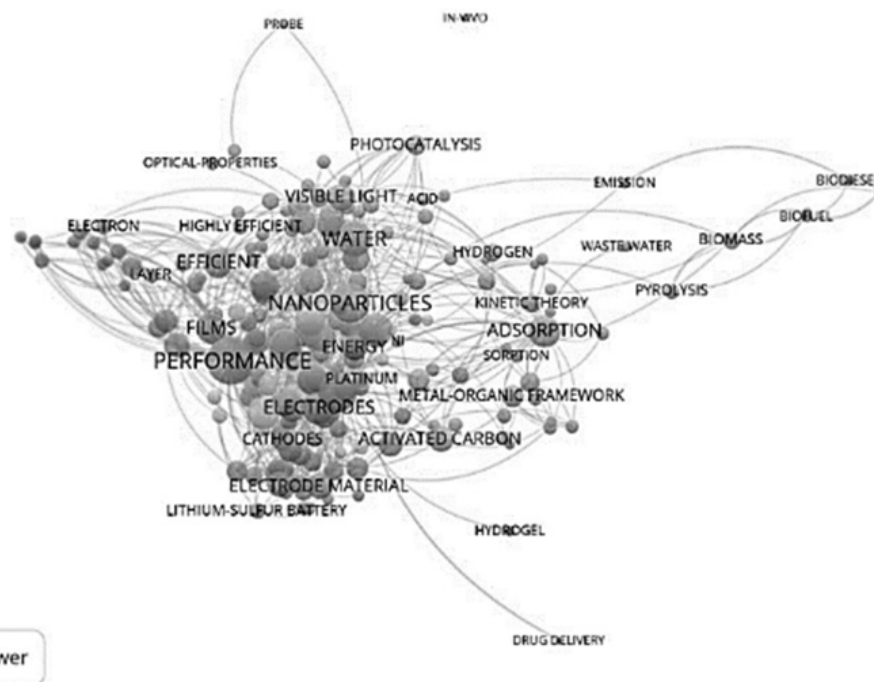 IN-VIVO
PROBE
PHOTOCATALYSIS
OPTICAL-PROPERTIES
EMISSION
BIODIESE
VISIBLE LIGHT
ACID
BIOFUEL
ELECTRON
HIGHLY EFFICIENT
WATER
BIOMASS
WASTEWATER
HYDROGEN
EFFICIENT
LAYER
PYROLYSIS
NANOPARTICLES
KINETIC THEORY
FILMS
ADSORPTION
ENERGY
NI
SORPTION
PERFORMANCE
PLATINUM
METAL-ORGANIC FRAMEWORK
ELECTRODES
CATHODES
ACTIVATED CARBON
ELECTRODE MATERIAL
LITHIUM-SULFUR BATTERY
HYDROGEL
DRUG DELIVERY
wer